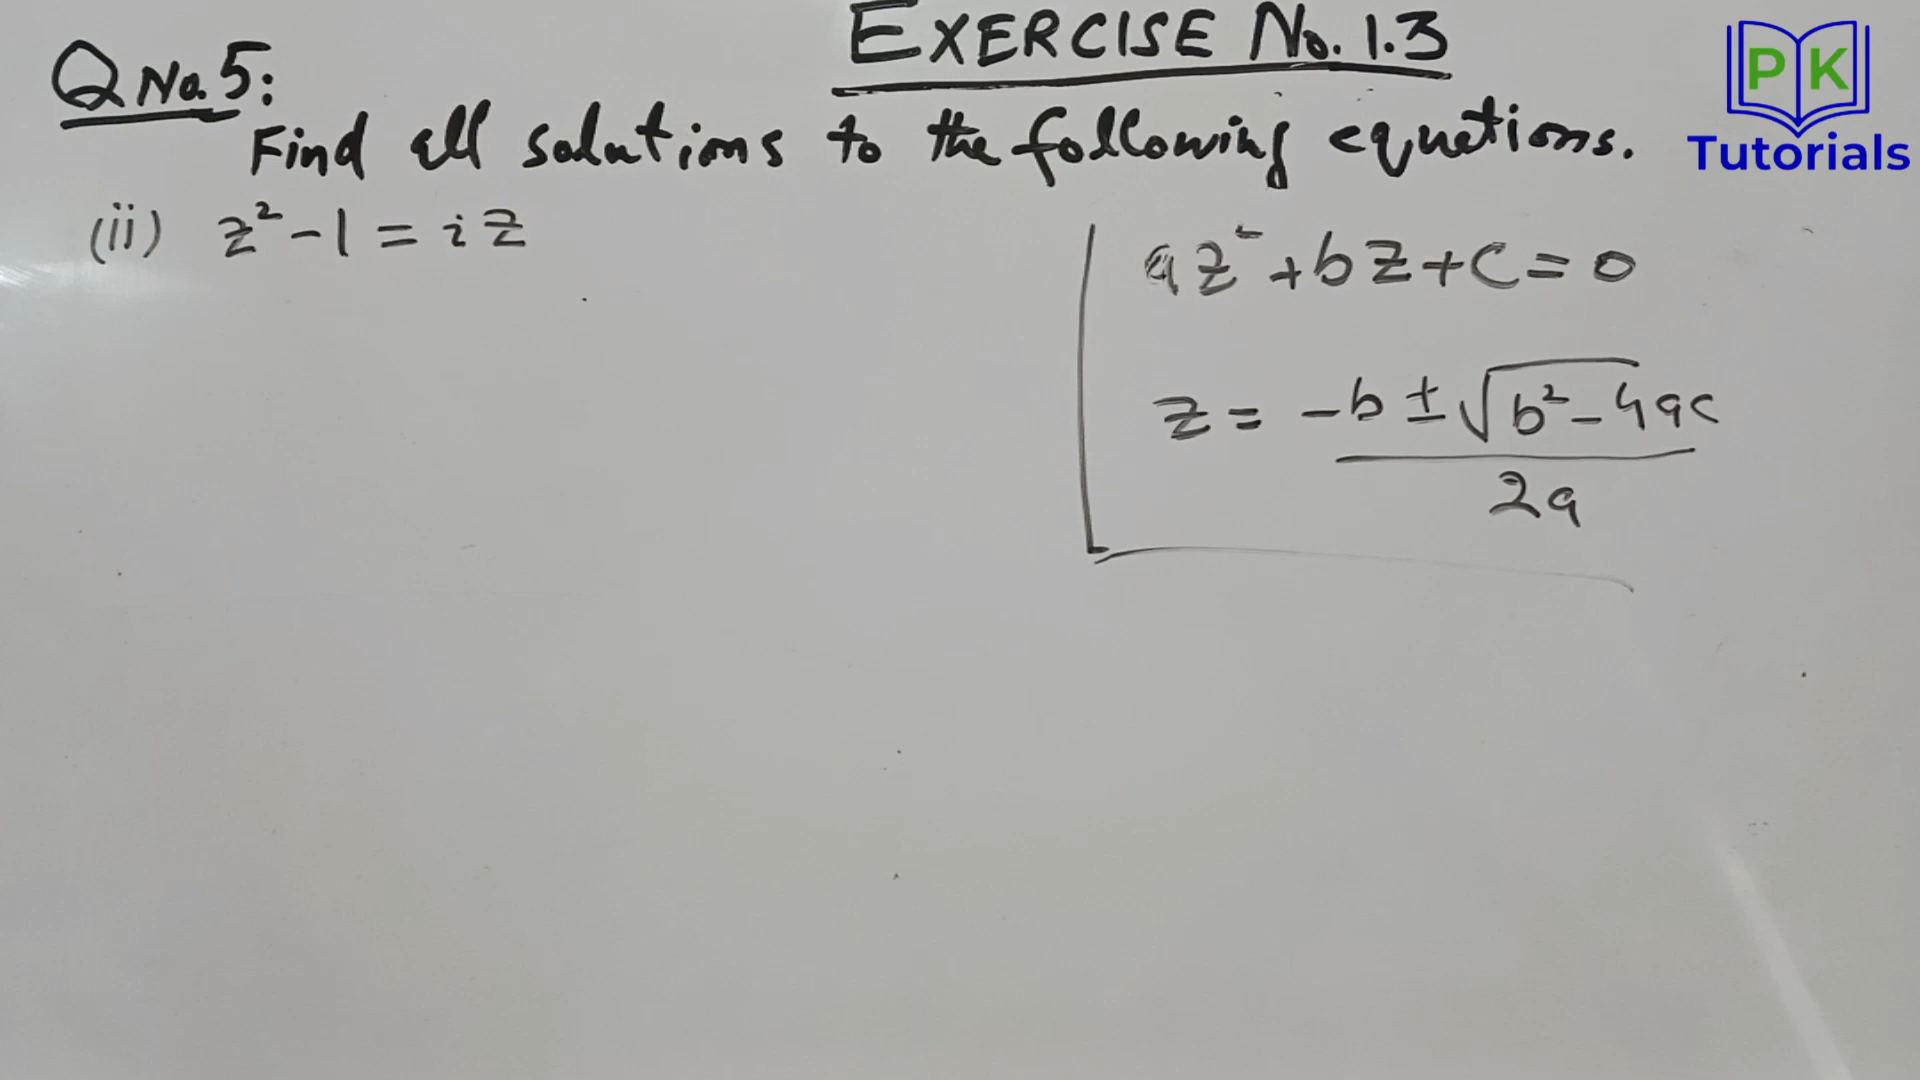 EXERCISE No. 1.3
PK
Tutorials
Q No. 5:
Find all solutions to the following equations.
(ii) z² - 1 = iz
az² + bz + c = 0
z = -b ± √b² - 4ac
2a